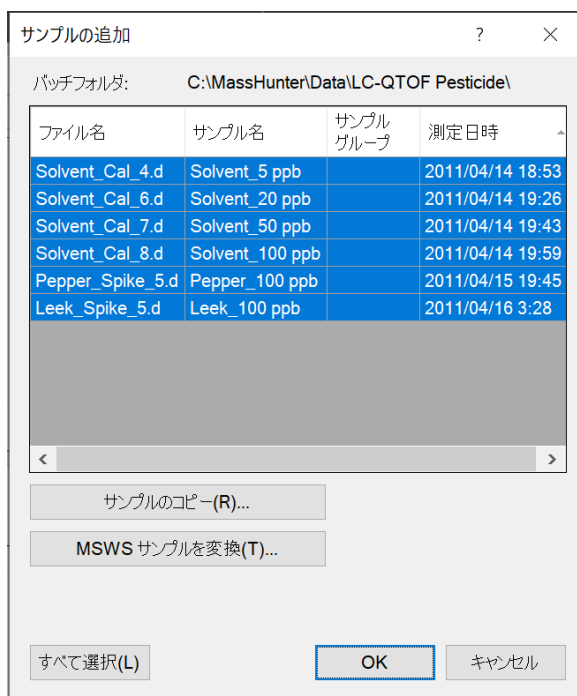 サンプルの追加 ? ×
バッチフォルダ: C:\MassHunter\Data\LC-QTOF Pesticide\
ファイル名 サンプル名 サンプル グループ 測定日時
Solvent_Cal_4.d Solvent_5 ppb 2011/04/14 18:53
Solvent_Cal_6.d Solvent_20 ppb 2011/04/14 19:26
Solvent_Cal_7.d Solvent_50 ppb 2011/04/14 19:43
Solvent_Cal_8.d Solvent_100 ppb 2011/04/14 19:59
Pepper_Spike_5.d Pepper_100 ppb 2011/04/15 19:45
Leek_Spike_5.d Leek_100 ppb 2011/04/16 3:28
サンプルのコピー(R)...
MSWS サンプルを変換(T)...
すべて選択(L) OK キャンセル